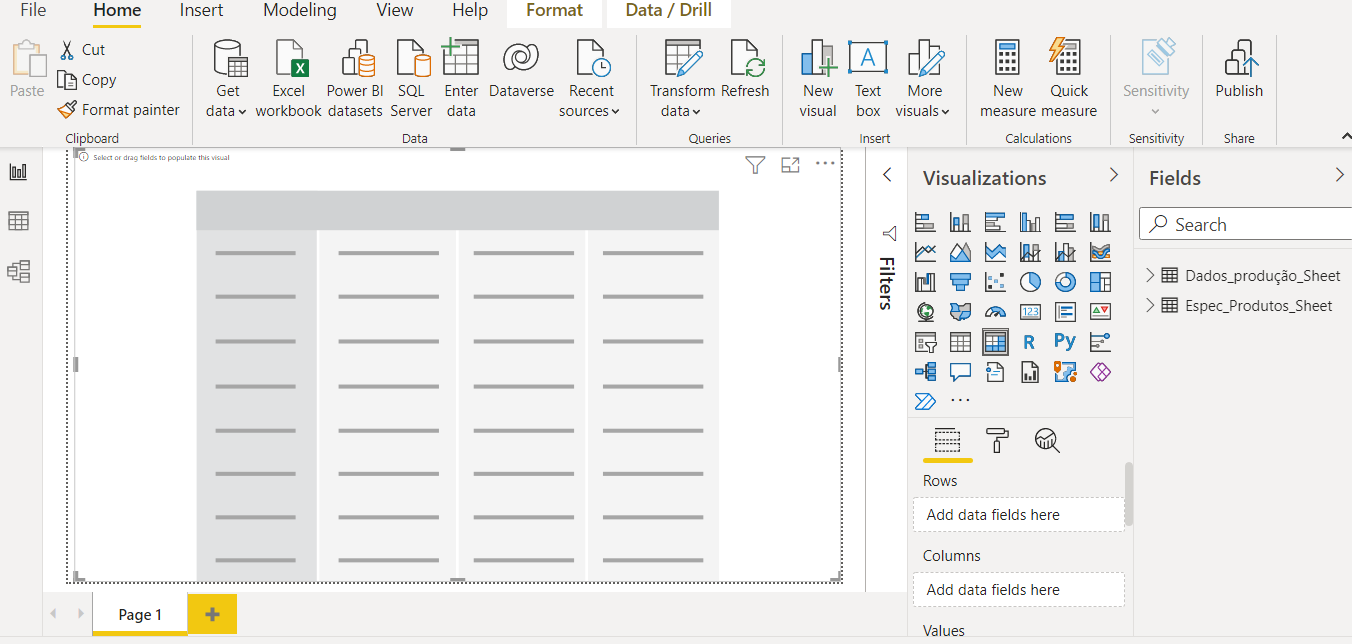 File Home Insert Modeling View Help Format Data / Drill
Paste
Cut
Copy
Format painter
Clipboard
Get data
Excel workbook
Power BI datasets
SQL Server
Enter data
Dataverse
Recent sources
Data
Transform data
Refresh
Queries
New visual
Text box
More visuals
Insert
New measure
Quick measure
Calculations
Sensitivity
Sensitivity
Publish
Share
Select or drag fields to populate this visual
Filters
Visualizations
123
R
Py
Rows
Add data fields here
Columns
Add data fields here
Values
Fields
Search
Dados_produção_Sheet
Espec_Produtos_Sheet
Page 1